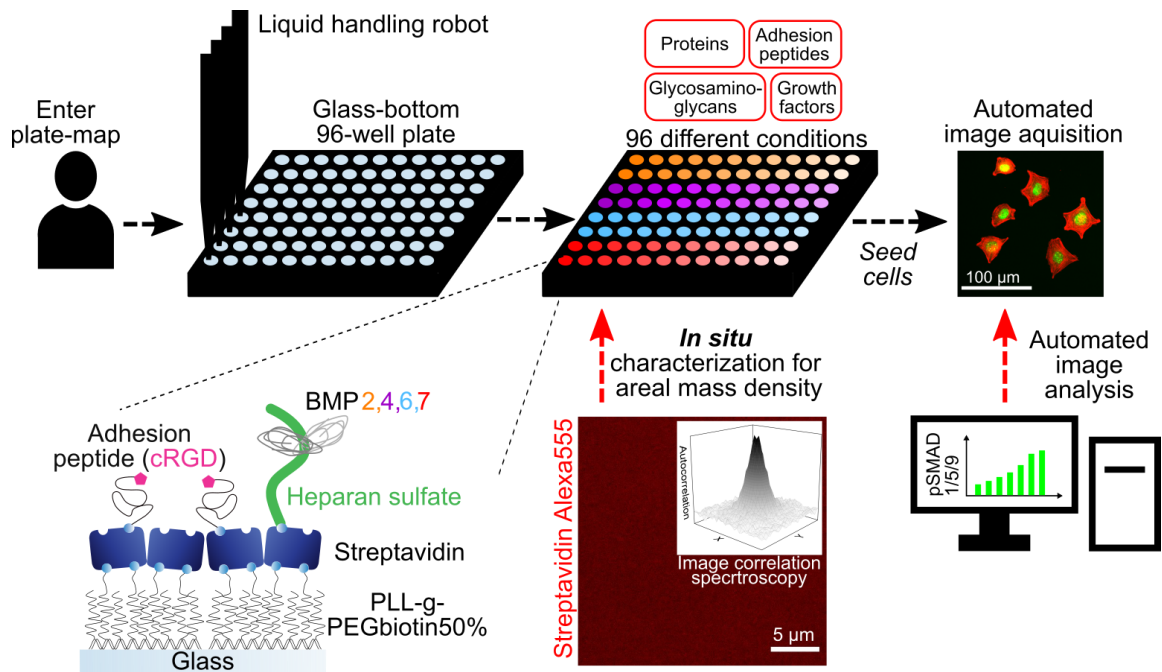 Liquid handling robot
Enter
plate-map
Glass-bottom
96-well plate
Proteins
Adhesion
peptides
Glycosamino-
glycans
Growth
factors
96 different conditions
Automated
image aquisition
Seed
cells
100 µm
In situ
characterization for
areal mass density
Automated
image
analysis
BMP 2,4,6,7
Adhesion
peptide (cRGD)
Heparan sulfate
Streptavidin
PLL-g-
PEGbiotin50%
Glass
Streptavidin Alexa555
Autocorrelation
X
Y
Image correlation
specrtroscopy
5 µm
pSMAD
1/5/9